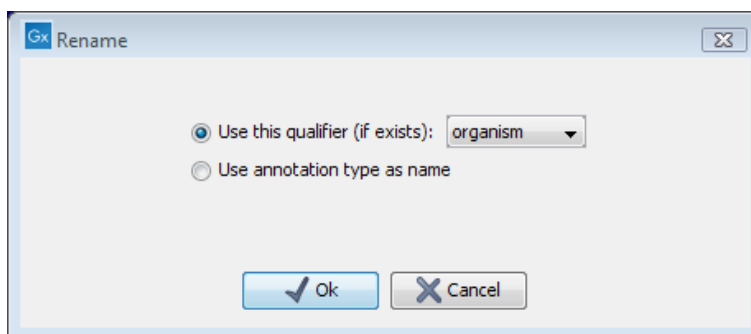 Gx Rename
Use this qualifier (if exists): organism
Use annotation type as name
Ok Cancel